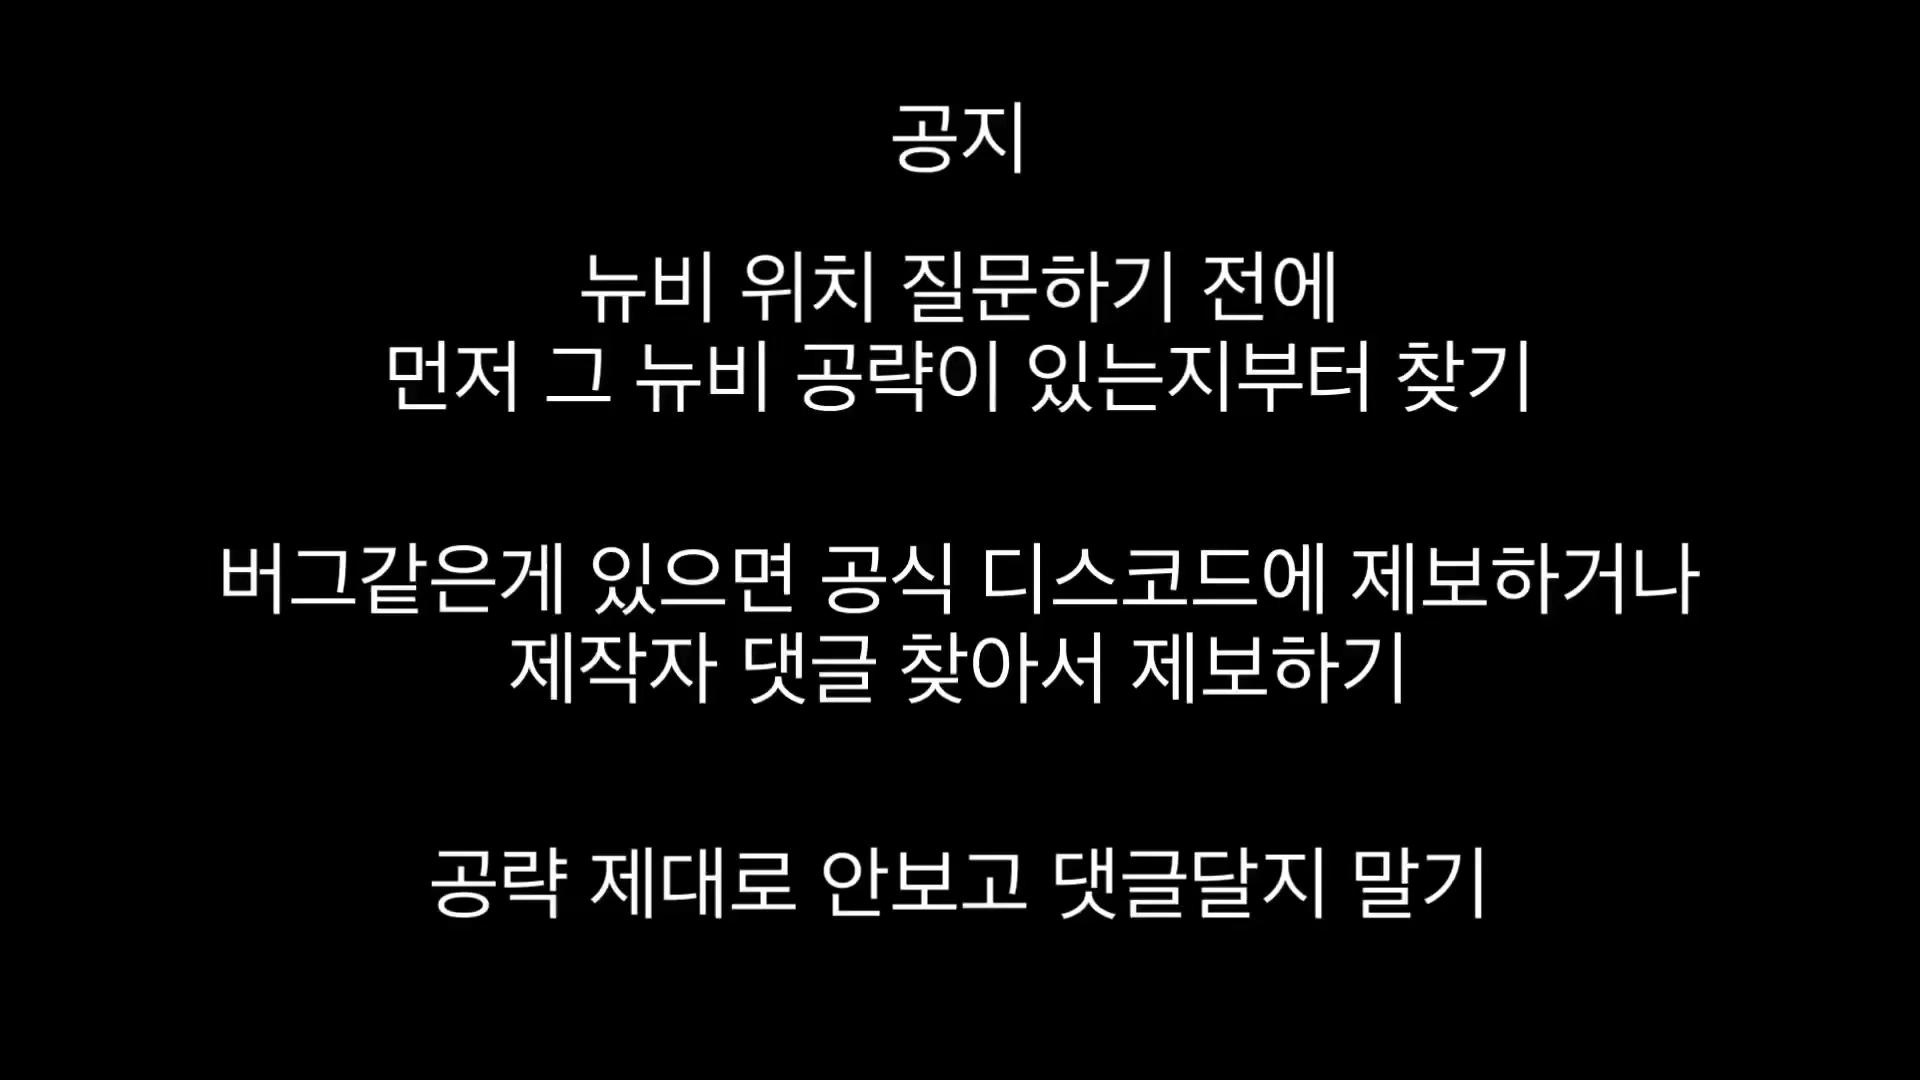 공지
뉴비 위치 질문하기 전에
먼저 그 뉴비 공략이 있는지부터 찾기
버그같은게 있으면 공식 디스코드에 제보하거나
제작자 댓글 찾아서 제보하기
공략 제대로 안보고 댓글달지 말기